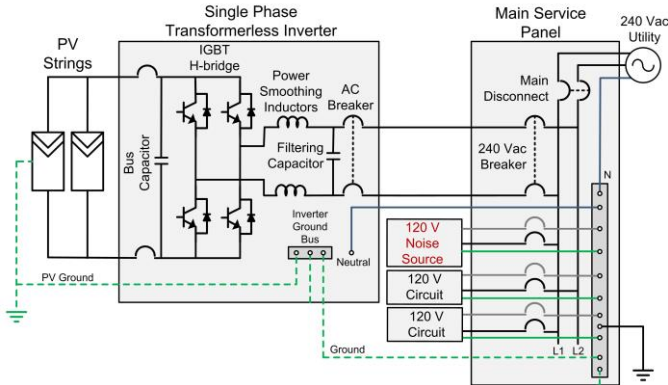 Single Phase
Transformerless Inverter
Main Service
Panel
240 Vac
Utility
PV
Strings
IGBT
H-bridge
Power
Smoothing
Inductors
AC
Breaker
Main
Disconnect
Bus
Capacitor
Filtering
Capacitor
240 Vac
Breaker
N
Inverter
Ground
Bus
Neutral
120 V
Noise
Source
PV Ground
120 V
Circuit
120 V
Circuit
Ground
L1
L2